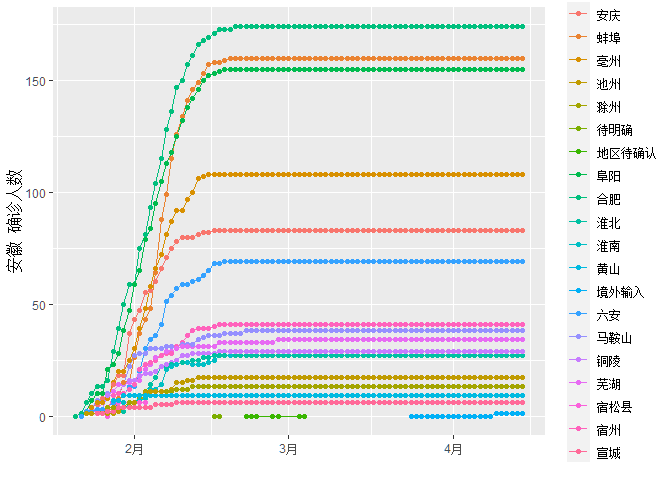 安徽 确诊人数
150
100
50
0
2月
3月
4月
安庆
蚌埠
亳州
池州
滁州
待明确
地区待确认
阜阳
合肥
淮北
淮南
黄山
境外输入
六安
马鞍山
铜陵
芜湖
宿松县
宿州
宣城